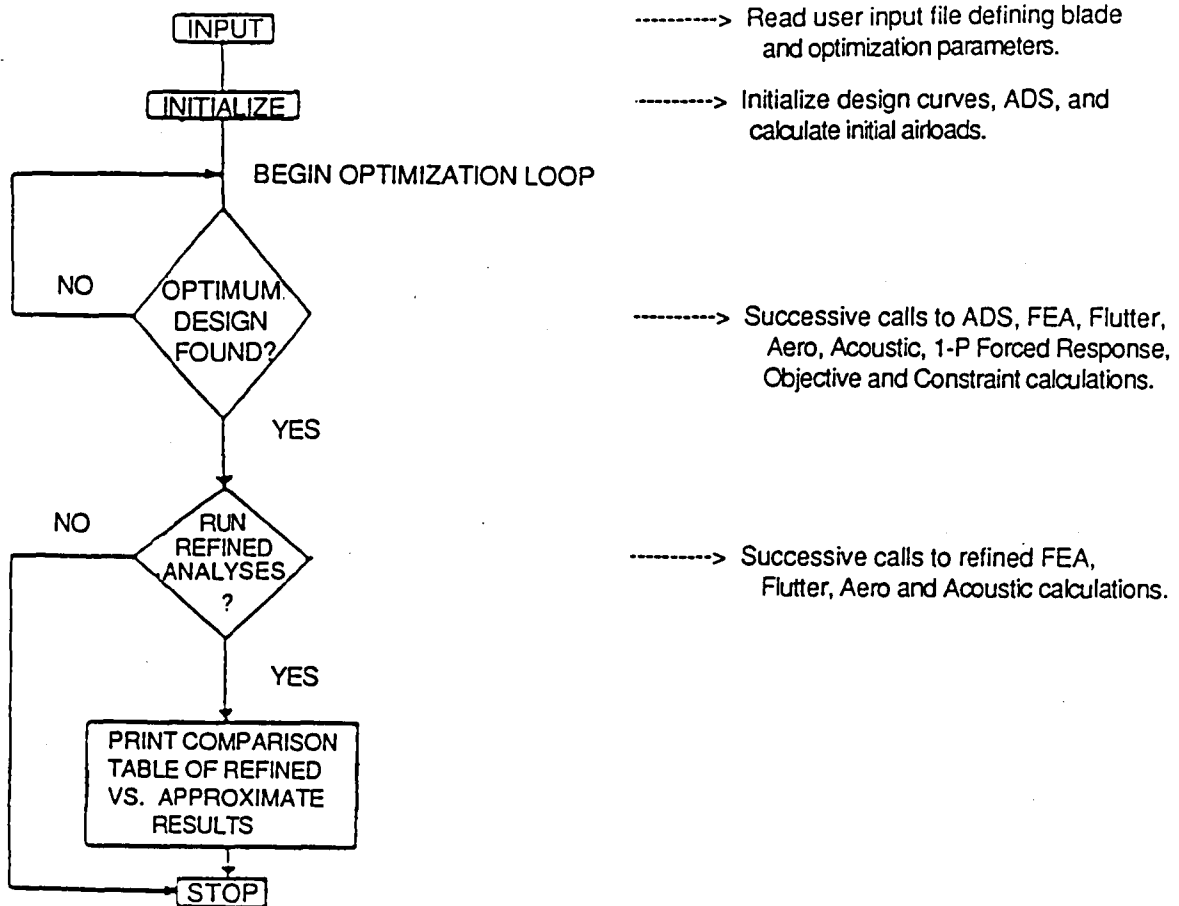 INPUT
----------> Read user input file defining blade
and optimization parameters.
INITIALIZE
----------> Initialize design curves, ADS, and
calculate initial airloads.
BEGIN OPTIMIZATION LOOP
NO
OPTIMUM
DESIGN
FOUND?
----------> Successive calls to ADS, FEA, Flutter,
Aero, Acoustic, 1-P Forced Response,
Objective and Constraint calculations.
YES
NO
RUN
REFINED
ANALYSES
?
----------> Successive calls to refined FEA,
Flutter, Aero and Acoustic calculations.
YES
PRINT COMPARISON
TABLE OF REFINED
VS. APPROXIMATE
RESULTS
STOP